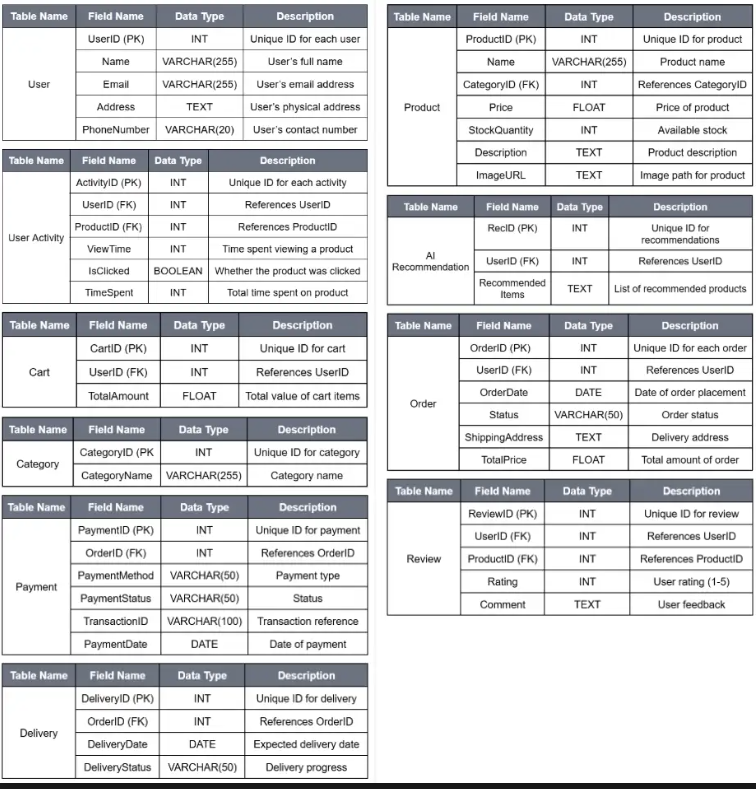 Table Name Field Name Data Type Description
User
UserID (PK) INT Unique ID for each user
Name VARCHAR(255) User's full name
Email VARCHAR(255) User's email address
Address TEXT User's physical address
PhoneNumber VARCHAR(20) User's contact number
Table Name Field Name Data Type Description
User Activity
ActivityID (PK) INT Unique ID for each activity
UserID (FK) INT References UserID
ProductID (FK) INT References ProductID
ViewTime INT Time spent viewing a product
IsClicked BOOLEAN Whether the product was clicked
TimeSpent INT Total time spent on product
Table Name Field Name Data Type Description
Cart
CartID (PK) INT Unique ID for cart
UserID (FK) INT References UserID
TotalAmount FLOAT Total value of cart items
Table Name Field Name Data Type Description
Category
CategoryID (PK INT Unique ID for category
CategoryName VARCHAR(255) Category name
Table Name Field Name Data Type Description
Payment
PaymentID (PK) INT Unique ID for payment
OrderID (FK) INT References OrderID
PaymentMethod VARCHAR(50) Payment type
PaymentStatus VARCHAR(50) Status
TransactionID VARCHAR(100) Transaction reference
PaymentDate DATE Date of payment
Table Name Field Name Data Type Description
Delivery
DeliveryID (PK) INT Unique ID for delivery
OrderID (FK) INT References OrderID
DeliveryDate DATE Expected delivery date
DeliveryStatus VARCHAR(50) Delivery progress
Table Name Field Name Data Type Description
Product
ProductID (PK) INT Unique ID for product
Name VARCHAR(255) Product name
CategoryID (FK) INT References CategoryID
Price FLOAT Price of product
StockQuantity INT Available stock
Description TEXT Product description
ImageURL TEXT Image path for product
Table Name Field Name Data Type Description
AI
Recommendation
RecID (PK) INT Unique ID for
recommendations
UserID (FK) INT References UserID
Recommended
Items TEXT List of recommended products
Table Name Field Name Data Type Description
Order
OrderID (PK) INT Unique ID for each order
UserID (FK) INT References UserID
OrderDate DATE Date of order placement
Status VARCHAR(50) Order status
ShippingAddress TEXT Delivery address
TotalPrice FLOAT Total amount of order
Table Name Field Name Data Type Description
Review
ReviewID (PK) INT Unique ID for review
UserID (FK) INT References UserID
ProductID (FK) INT References ProductID
Rating INT User rating (1-5)
Comment TEXT User feedback